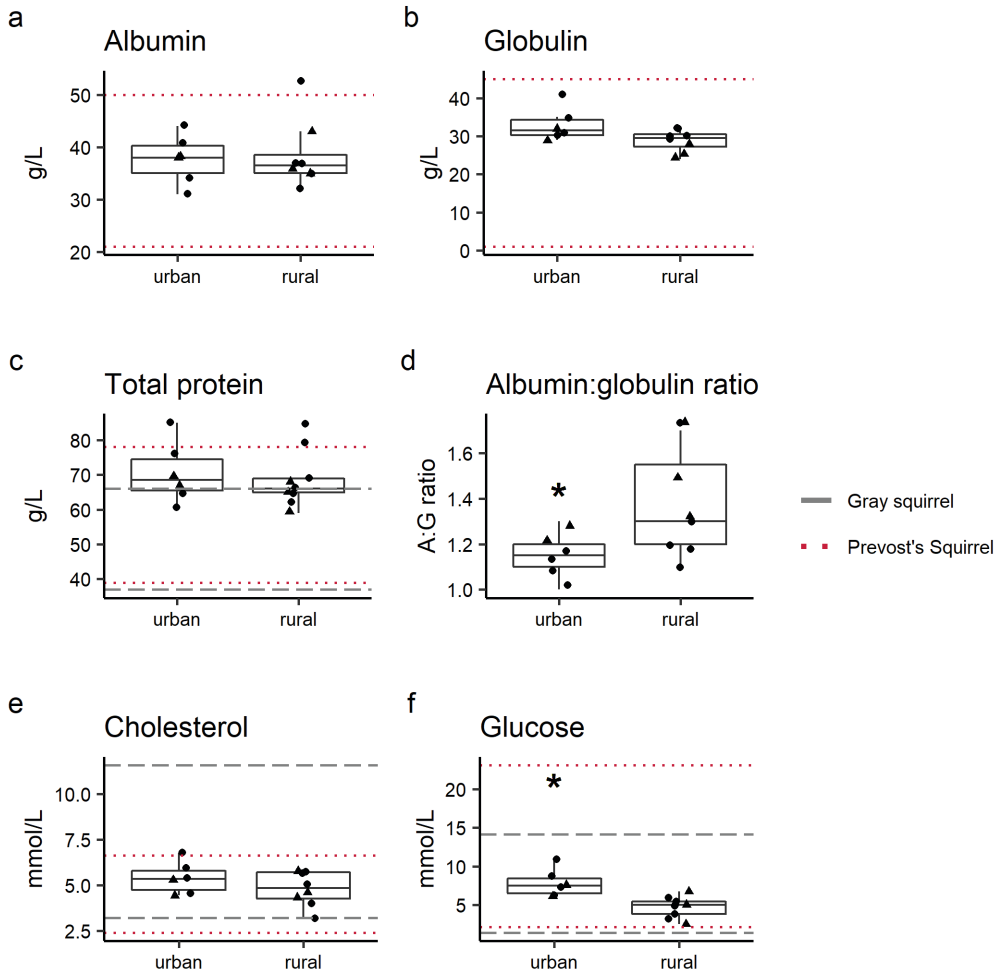 a
Albumin
g/L
50
40
30
20
urban
rural
b
Globulin
g/L
40
30
20
10
0
urban
rural
c
Total protein
g/L
80
70
60
50
40
urban
rural
d
Albumin:globulin ratio
A:G ratio
1.6
1.4
1.2
1.0
*
urban
rural
Gray squirrel
Prevost's Squirrel
e
Cholesterol
mmol/L
10.0
7.5
5.0
2.5
urban
rural
f
Glucose
mmol/L
20
15
10
5
*
urban
rural